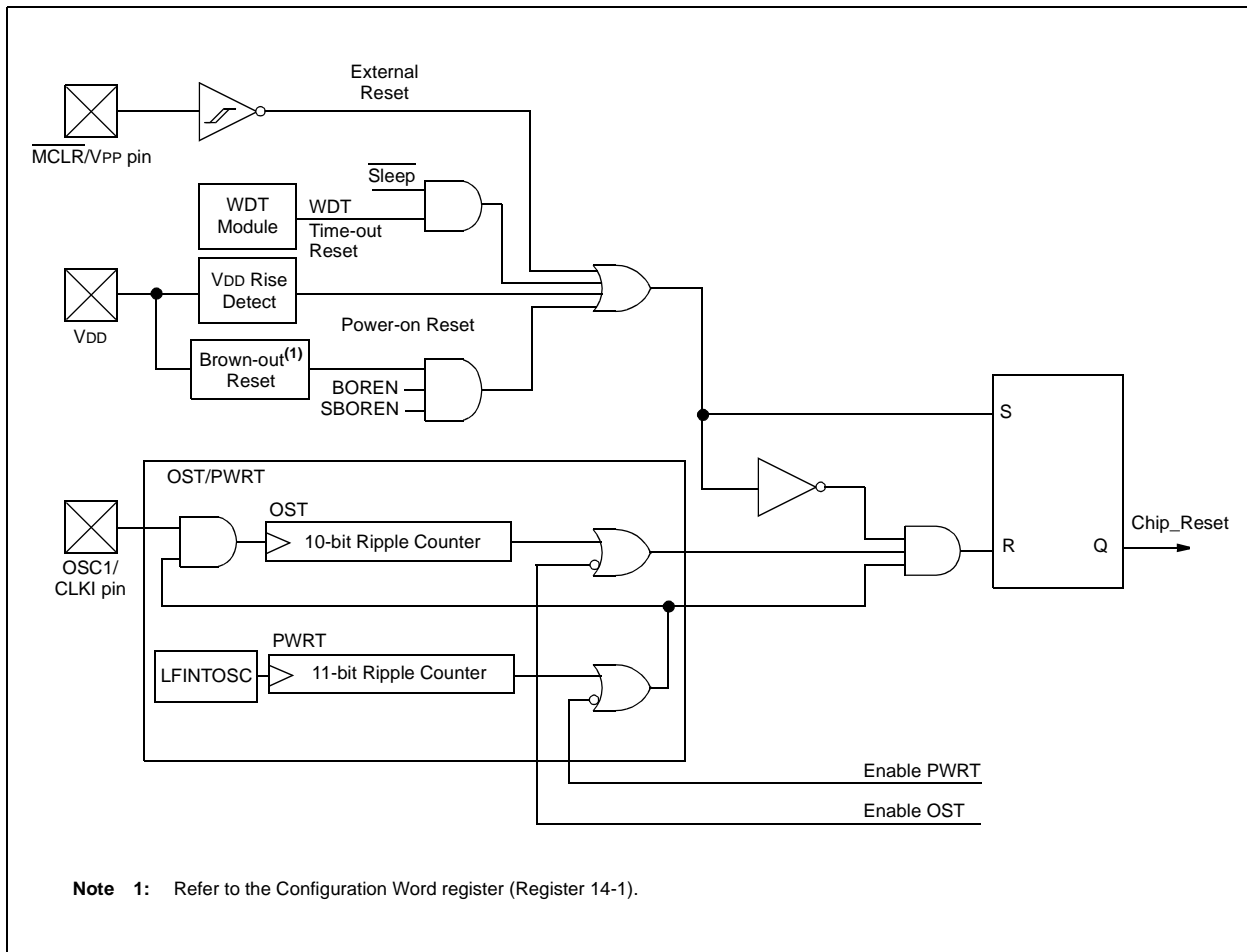 External
Reset
MCLR/VPP pin
Sleep
WDT
Module
WDT
Time-out
Reset
VDD Rise
Detect
VDD
Power-on Reset
Brown-out(1)
Reset
BOREN
SBOREN
S
OST/PWRT
OST
10-bit Ripple Counter
OSC1/
CLKI pin
R
Q
Chip_Reset
PWRT
LFINTOSC
11-bit Ripple Counter
Enable PWRT
Enable OST
Note 1: Refer to the Configuration Word register (Register 14-1).